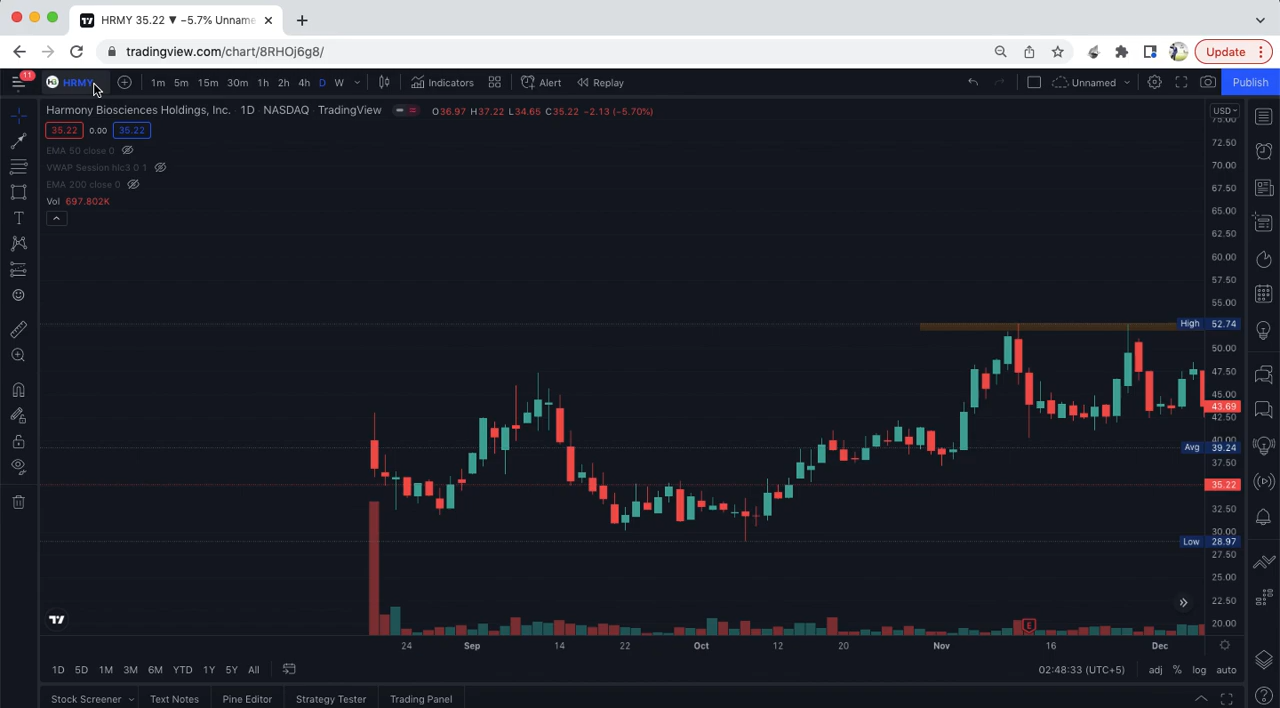 HRMY 35.22 ▼ −5.7% Unname
tradingview.com/chart/8RHOj6g8/
Update
11
HRMY
1m 5m 15m 30m 1h 2h 4h D W
Indicators
Alert
Replay
Unnamed
Publish
Harmony Biosciences Holdings, Inc. · 1D · NASDAQ · TradingView
O36.97 H37.22 L34.65 C35.22 −2.13 (−5.70%)
USD
35.22 0.00 35.22
EMA 50 close 0
VWAP Session hlc3 0 1
EMA 200 close 0
Vol 697.802K
75.00
72.50
70.00
67.50
65.00
62.50
60.00
57.50
55.00
High 52.74
50.00
47.50
45.00
43.69
42.50
40.00
Avg 39.24
37.50
35.22
32.50
30.00
Low 28.97
27.50
25.00
22.50
20.00
E
24 Sep 14 22 Oct 12 20 Nov 16 Dec
1D 5D 1M 3M 6M YTD 1Y 5Y All
02:48:33 (UTC+5)
adj % log auto
Stock Screener Text Notes Pine Editor Strategy Tester Trading Panel